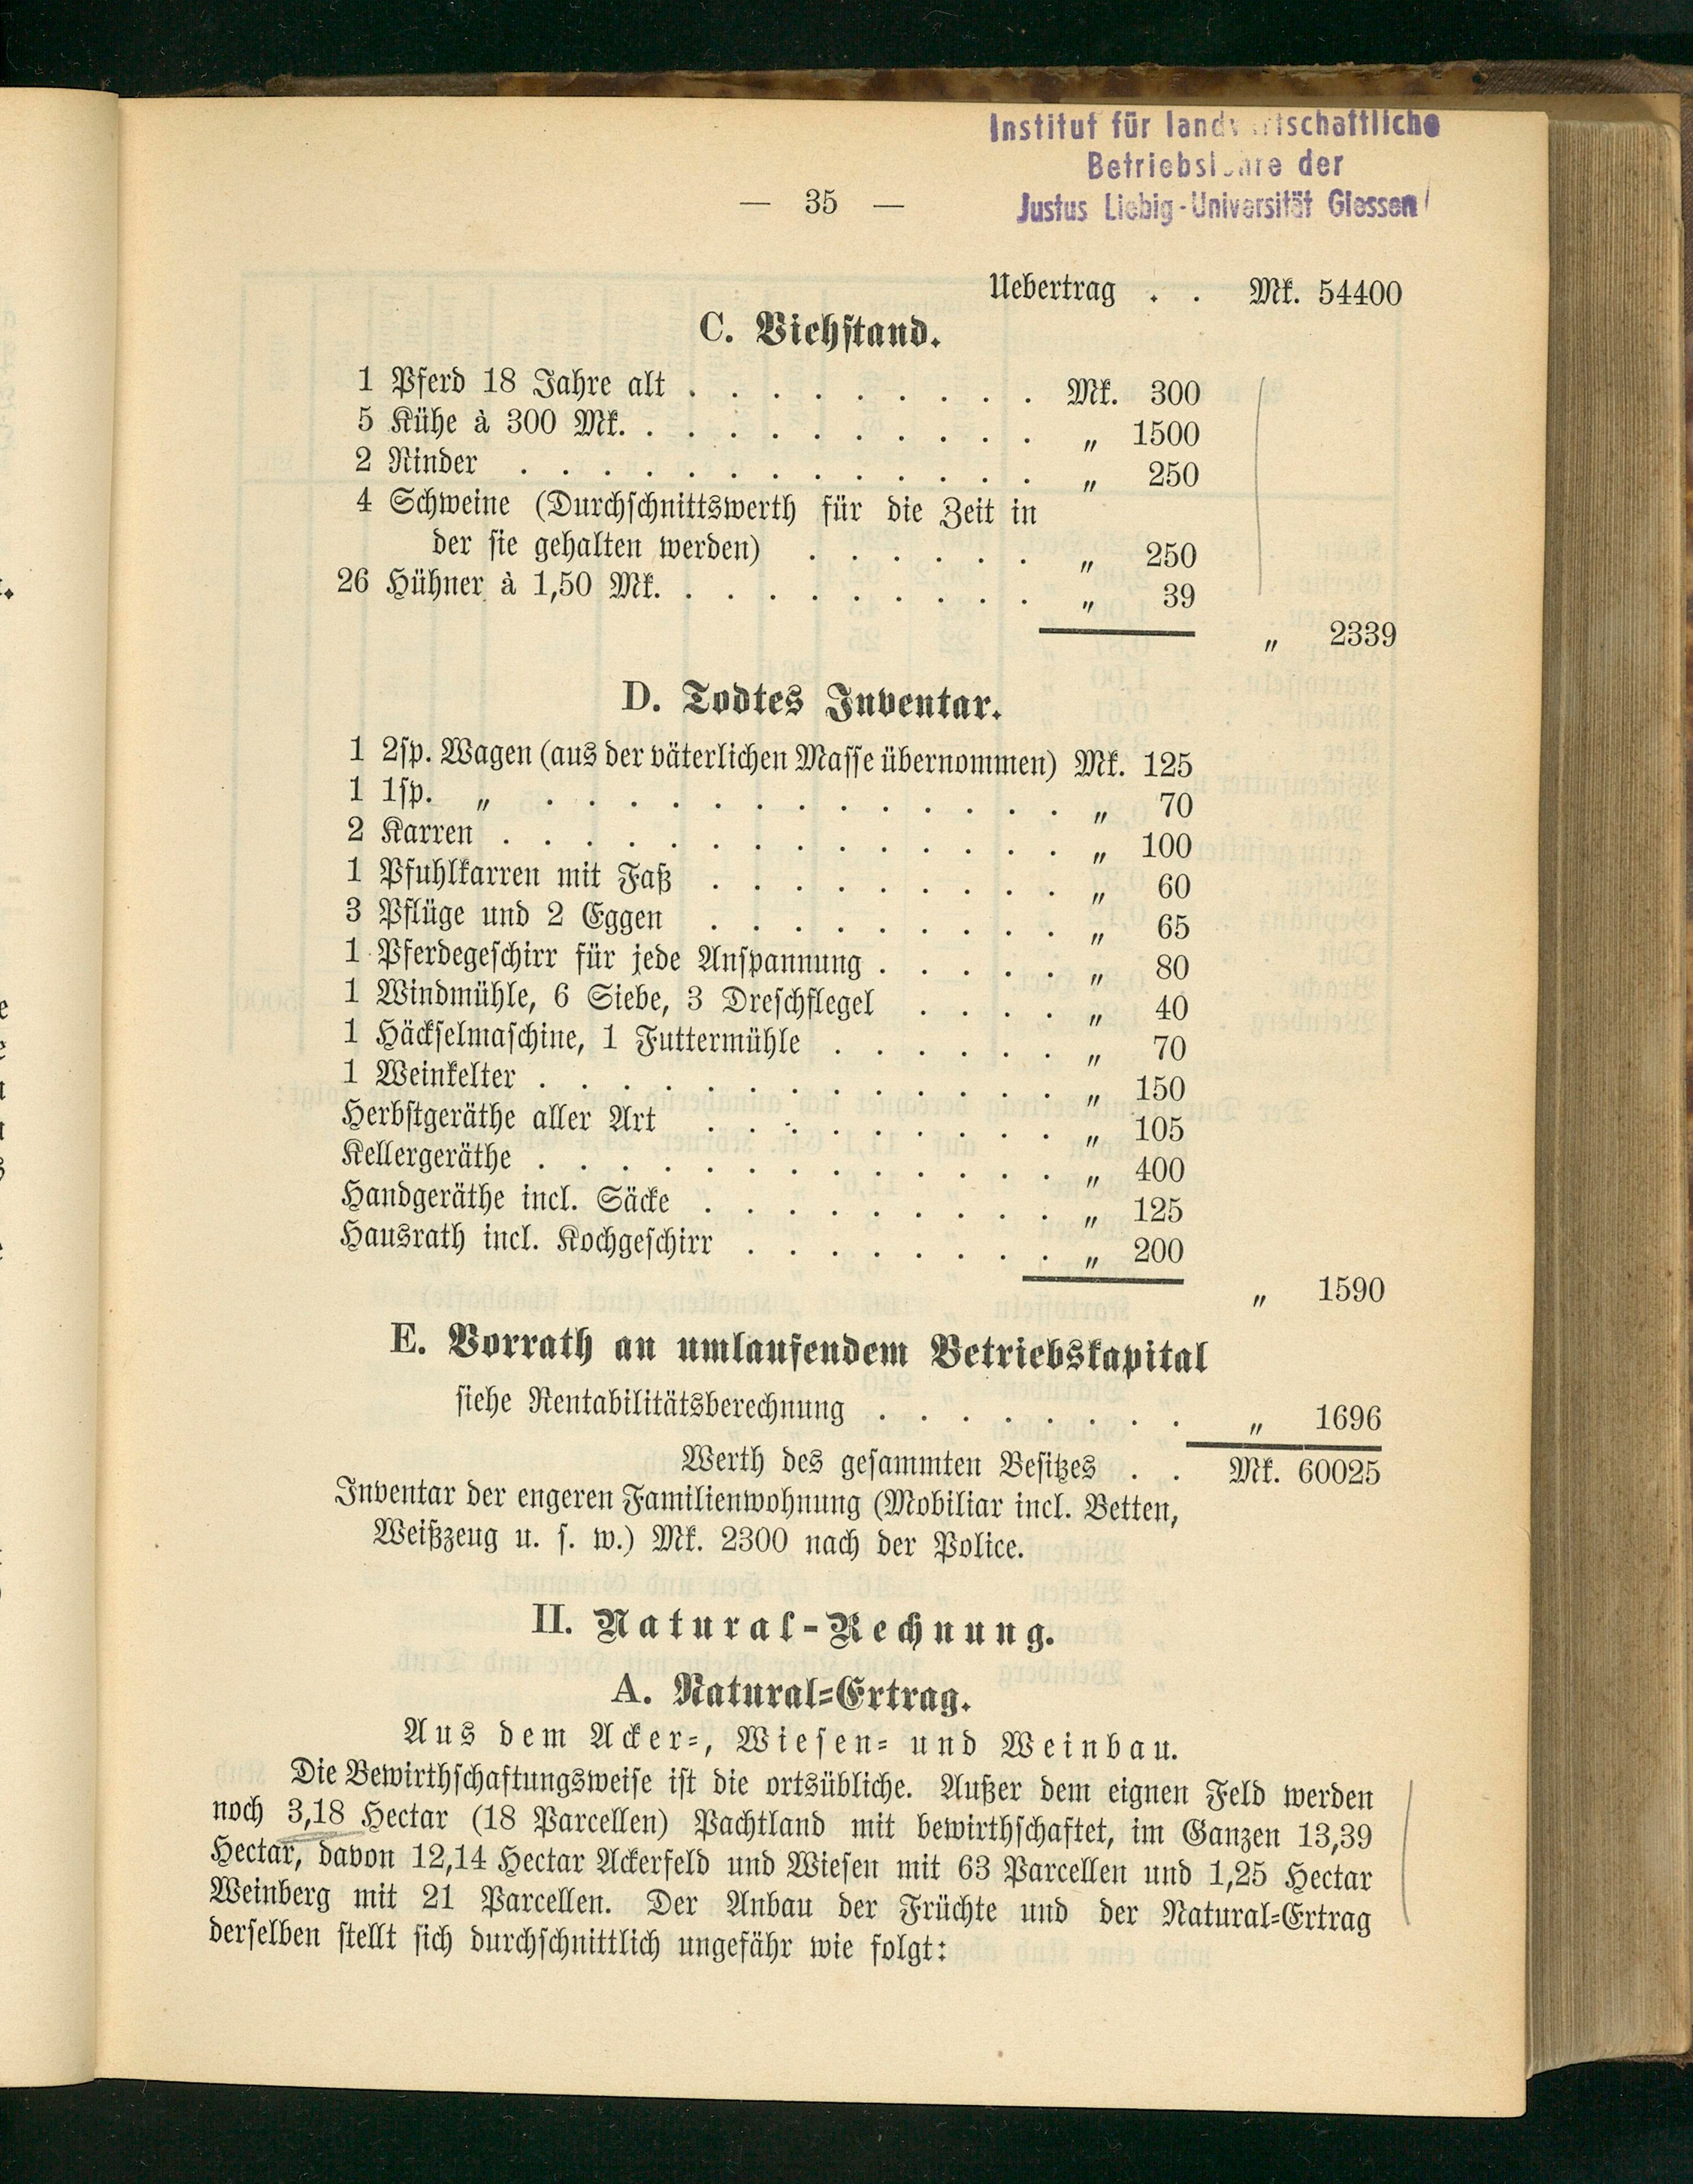 Institut für landwirtschaftliche
Betriebslehre der
Justus Liebig-Universität Giessen
— 35 —
Uebertrag . . Mk. 54400
C. Viehstand.
1 Pferd 18 Jahre alt . . . . . . . . . Mk. 300
5 Kühe à 300 Mk. . . . . . . . . . . „ 1500
2 Rinder . . . . . . . . . . . . . „ 250
4 Schweine (Durchschnittswerth für die Zeit in
der sie gehalten werden) . . . . . . „ 250
26 Hühner à 1,50 Mk. . . . . . . . . . „ 39
„ 2339
D. Todtes Inventar.
1 2sp. Wagen (aus der väterlichen Masse übernommen) Mk. 125
1 1sp. „ . . . . . . . . . . . . . „ 70
2 Karren . . . . . . . . . . . . . . „ 100
1 Pfuhlkarren mit Faß . . . . . . . . . „ 60
3 Pflüge und 2 Eggen . . . . . . . . . „ 65
1 Pferdegeschirr für jede Anspannung . . . . . „ 80
1 Windmühle, 6 Siebe, 3 Dreschflegel . . . . „ 40
1 Häckselmaschine, 1 Futtermühle . . . . . . „ 70
1 Weinkelter . . . . . . . . . . . . . „ 150
Herbstgeräthe aller Art . . . . . . . . . „ 105
Kellergeräthe . . . . . . . . . . . . . „ 400
Handgeräthe incl. Säcke . . . . . . . . . „ 125
Hausrath incl. Kochgeschirr . . . . . . . . „ 200
„ 1590
E. Vorrath an umlaufendem Betriebskapital
siehe Rentabilitätsberechnung . . . . . . . . „ 1696
Werth des gesammten Besitzes . . Mk. 60025
Inventar der engeren Familienwohnung (Mobiliar incl. Betten,
Weißzeug u. s. w.) Mk. 2300 nach der Police.
II. Natural-Rechnung.
A. Natural-Ertrag.
Aus dem Acker-, Wiesen- und Weinbau.
Die Bewirthschaftungsweise ist die ortsübliche. Außer dem eignen Feld werden
noch 3,18 Hectar (18 Parcellen) Pachtland mit bewirthschaftet, im Ganzen 13,39
Hectar, davon 12,14 Hectar Ackerfeld und Wiesen mit 63 Parcellen und 1,25 Hectar
Weinberg mit 21 Parcellen. Der Anbau der Früchte und der Natural-Ertrag
derselben stellt sich durchschnittlich ungefähr wie folgt: